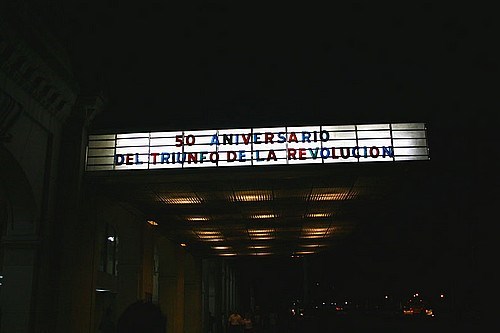 50 ANIVERSARIO
DEL TRIUNFO DE LA REVOLUCION